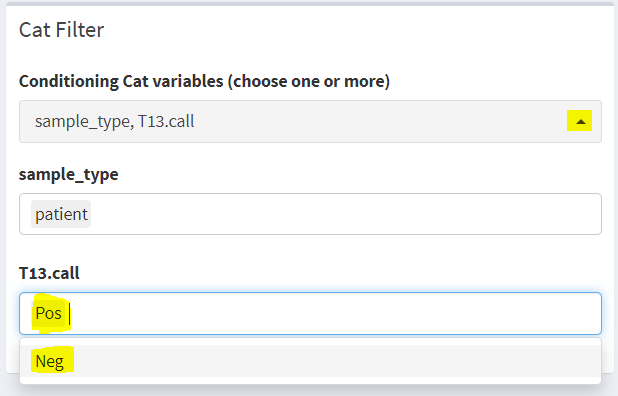 Cat Filter
Conditioning Cat variables (choose one or more)
sample_type, T13.call
sample_type
patient
T13.call
Pos
Neg